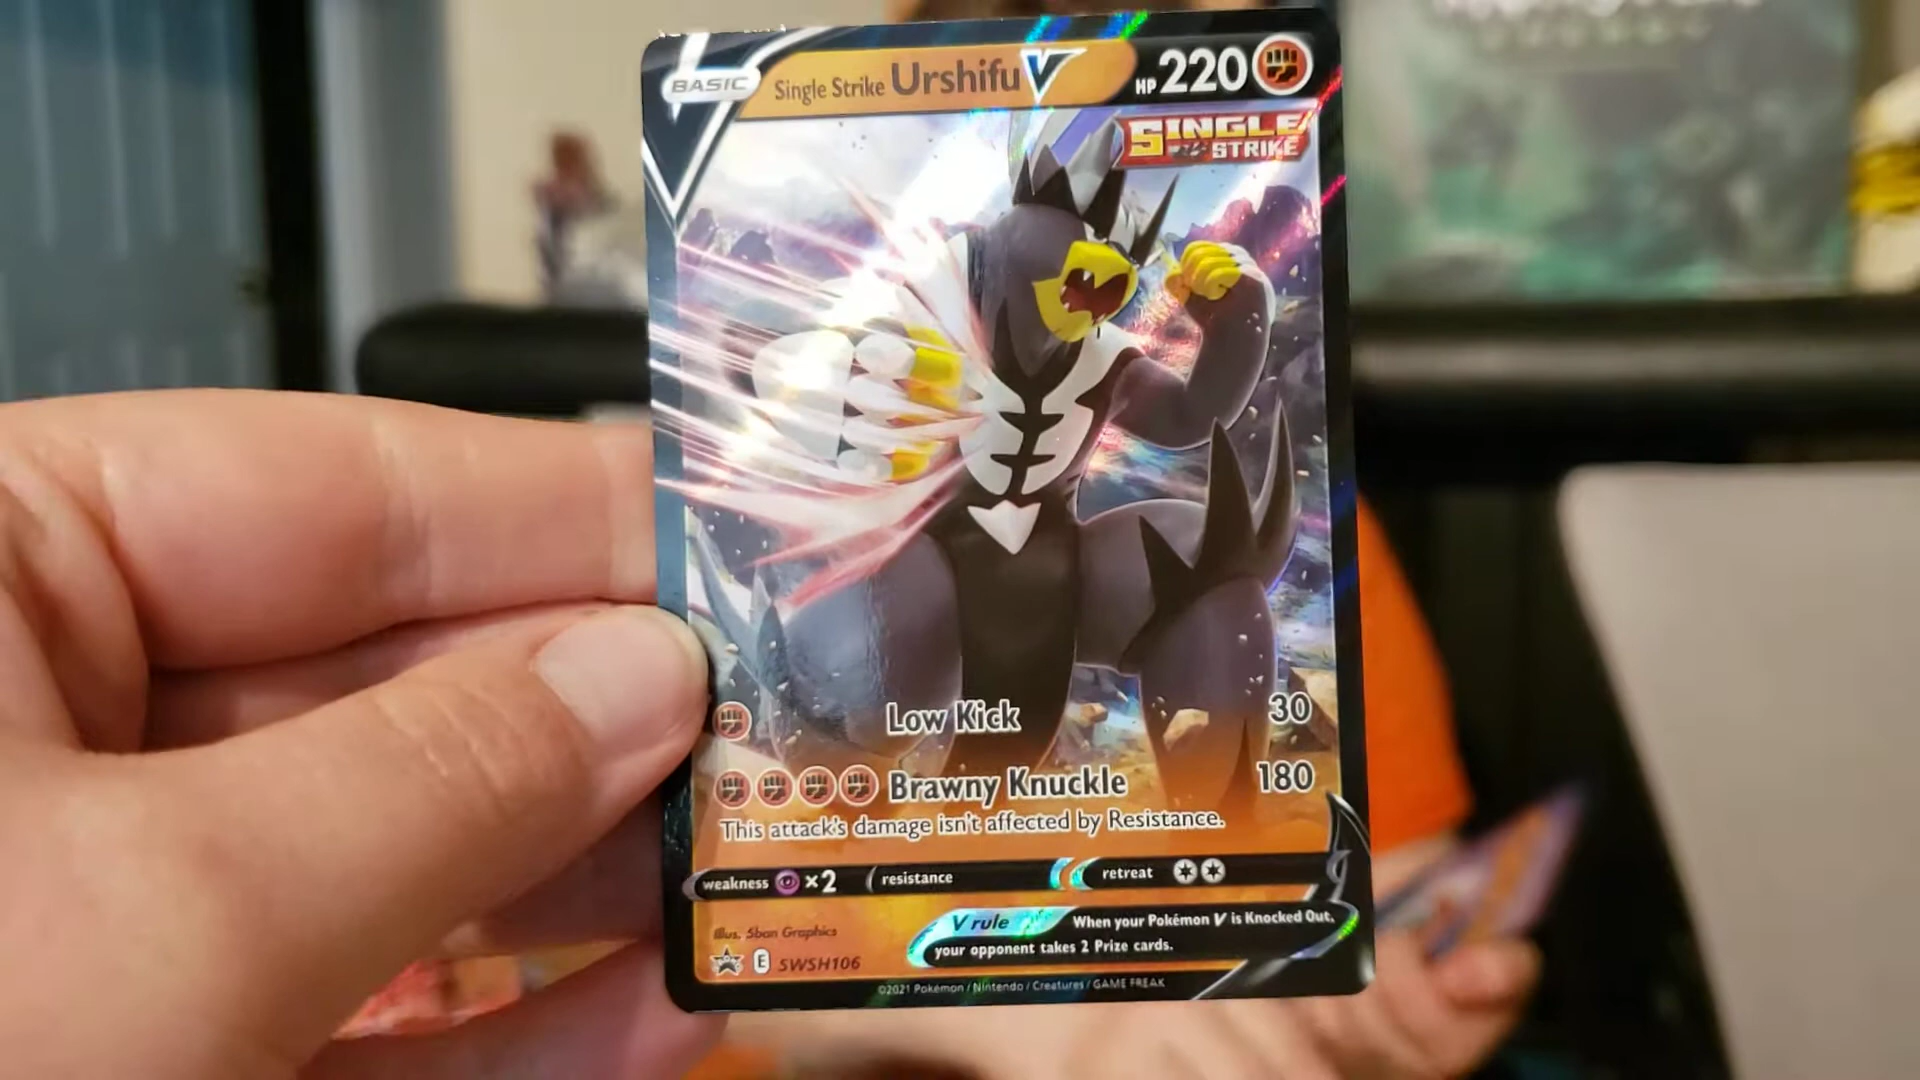 BASIC Single Strike Urshifu V HP 220
SINGLE
STRIKE
Low Kick 30
Brawny Knuckle 180
This attack's damage isn't affected by Resistance.
weakness ×2 resistance retreat
Illus. 5ban Graphics
V rule When your Pokémon V is Knocked Out,
your opponent takes 2 Prize cards.
E SWSH106
©2021 Pokémon / Nintendo / Creatures / GAME FREAK